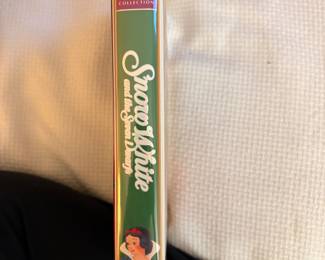 COLLECTION
Snow White
and the Seven Dwarfs